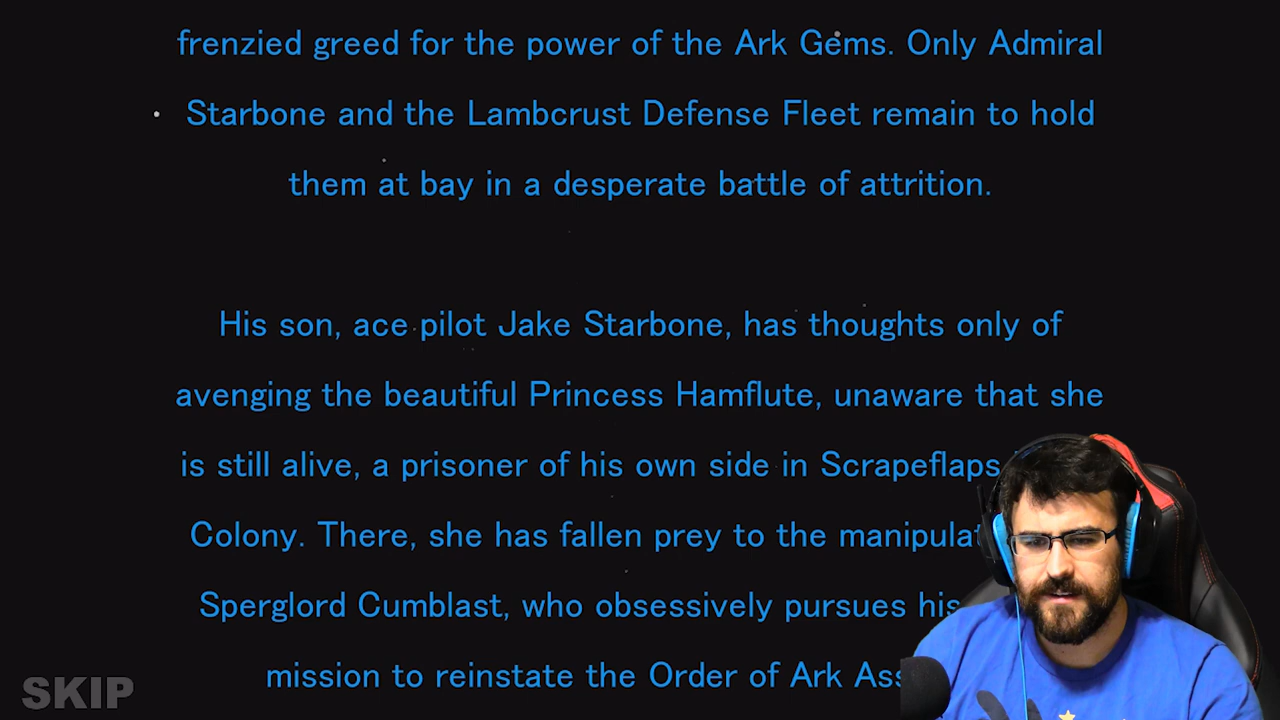 frenzied greed for the power of the Ark Gems. Only Admiral
Starbone and the Lambcrust Defense Fleet remain to hold
them at bay in a desperate battle of attrition.
His son, ace pilot Jake Starbone, has thoughts only of
avenging the beautiful Princess Hamflute, unaware that she
is still alive, a prisoner of his own side in Scrapeflaps
Colony. There, she has fallen prey to the
Sperglord Cumblast, who obsessively pursues his
mission to reinstate the Order of Ark
SKIP